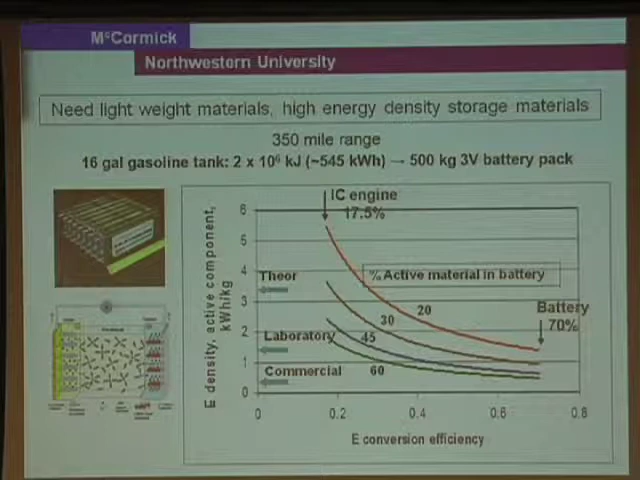 McCormick
Northwestern University
Need light weight materials, high energy density storage materials
350 mile range
16 gal gasoline tank: 2 x 10⁶ kJ (~545 kWh) → 500 kg 3V battery pack
IC engine
17.5%
% Active material in battery
Battery
70%
Theor
Laboratory
Commercial
20
30
45
60
E density, active component,
kWh/kg
6
5
4
3
2
1
0
0
0.2
0.4
0.6
0.8
E conversion efficiency